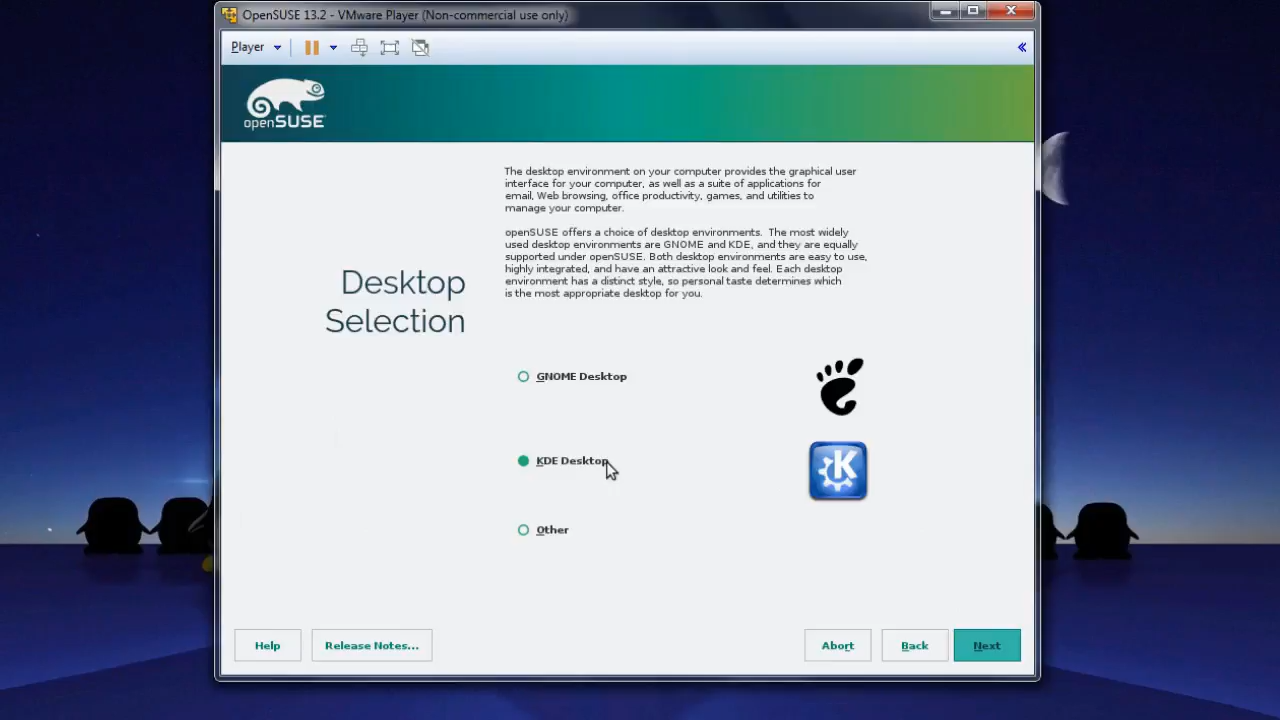 OpenSUSE 13.2 - VMware Player (Non-commercial use only)
Player
openSUSE
The desktop environment on your computer provides the graphical user
interface for your computer, as well as a suite of applications for
email, Web browsing, office productivity, games, and utilities to
manage your computer.
openSUSE offers a choice of desktop environments. The most widely
used desktop environments are GNOME and KDE, and they are equally
supported under openSUSE. Both desktop environments are easy to use,
highly integrated, and have an attractive look and feel. Each desktop
environment has a distinct style, so personal taste determines which
is the most appropriate desktop for you.
Desktop
Selection
GNOME Desktop
KDE Desktop
Other
Help
Release Notes...
Abort
Back
Next